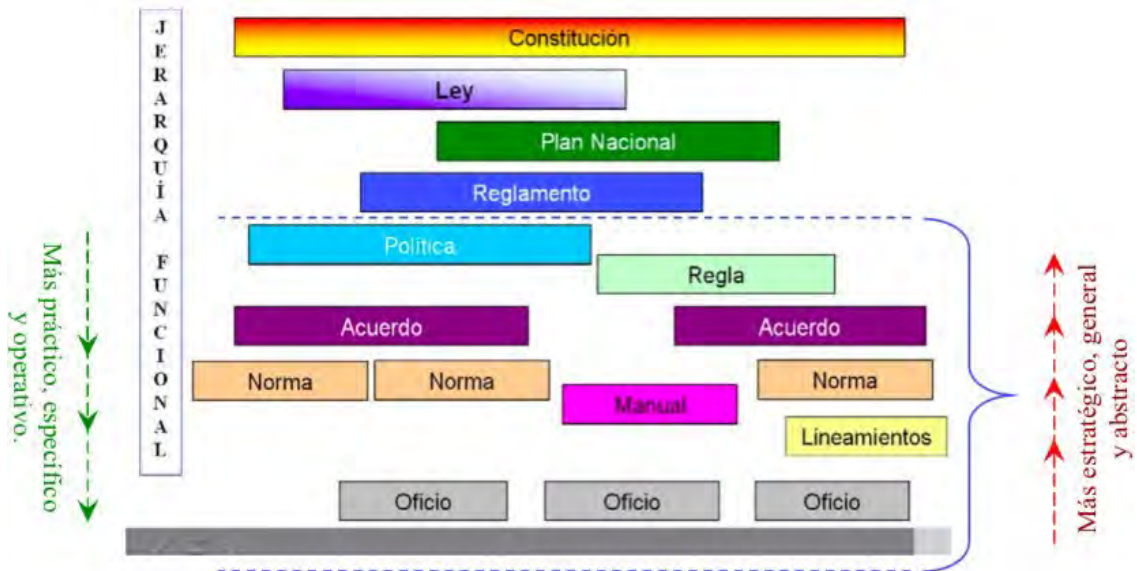 JERARQUÍA FUNCIONAL
Constitución
Ley
Plan Nacional
Reglamento
Política
Regla
Acuerdo
Acuerdo
Norma
Norma
Norma
Manual
Lineamientos
Oficio
Oficio
Oficio
Más práctico, específico
y operativo.
Más estratégico, general
y abstracto